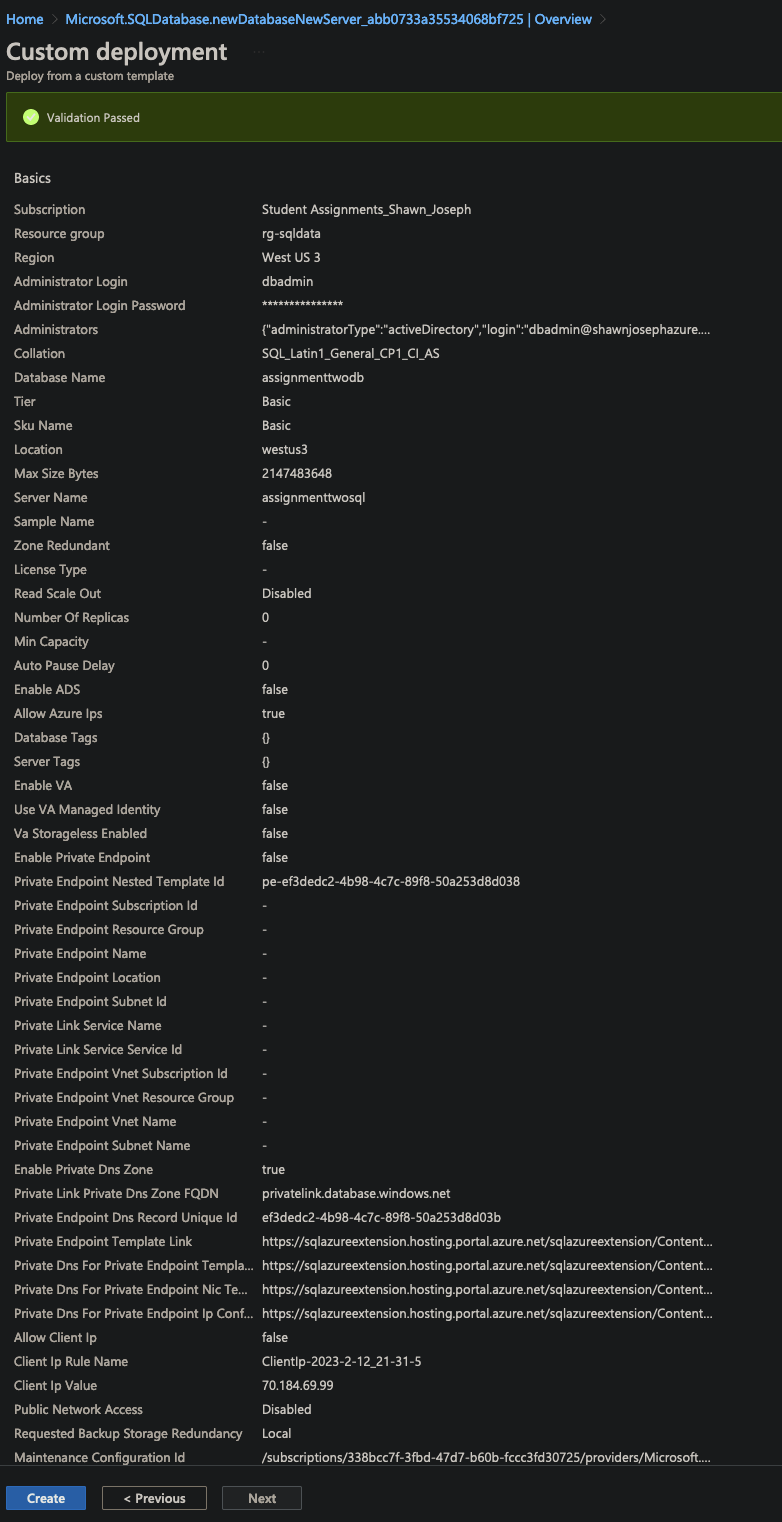 Home > Microsoft.SQLDatabase.newDatabaseNewServer_abb0733a35534068bf725 | Overview >
Custom deployment ...
Deploy from a custom template
Validation Passed
Basics
Subscription Student Assignments_Shawn_Joseph
Resource group rg-sqldata
Region West US 3
Administrator Login dbadmin
Administrator Login Password ***************
Administrators {"administratorType":"activeDirectory","login":"dbadmin@shawnjosephazure....
Collation SQL_Latin1_General_CP1_CI_AS
Database Name assignmenttwodb
Tier Basic
Sku Name Basic
Location westus3
Max Size Bytes 2147483648
Server Name assignmenttwosql
Sample Name -
Zone Redundant false
License Type -
Read Scale Out Disabled
Number Of Replicas 0
Min Capacity -
Auto Pause Delay 0
Enable ADS false
Allow Azure Ips true
Database Tags {}
Server Tags {}
Enable VA false
Use VA Managed Identity false
Va Storageless Enabled false
Enable Private Endpoint false
Private Endpoint Nested Template Id pe-ef3dedc2-4b98-4c7c-89f8-50a253d8d038
Private Endpoint Subscription Id -
Private Endpoint Resource Group -
Private Endpoint Name -
Private Endpoint Location -
Private Endpoint Subnet Id -
Private Link Service Name -
Private Link Service Service Id -
Private Endpoint Vnet Subscription Id -
Private Endpoint Vnet Resource Group -
Private Endpoint Vnet Name -
Private Endpoint Subnet Name -
Enable Private Dns Zone true
Private Link Private Dns Zone FQDN privatelink.database.windows.net
Private Endpoint Dns Record Unique Id ef3dedc2-4b98-4c7c-89f8-50a253d8d03b
Private Endpoint Template Link https://sqlazureextension.hosting.portal.azure.net/sqlazureextension/Content...
Private Dns For Private Endpoint Templa... https://sqlazureextension.hosting.portal.azure.net/sqlazureextension/Content...
Private Dns For Private Endpoint Nic Te... https://sqlazureextension.hosting.portal.azure.net/sqlazureextension/Content...
Private Dns For Private Endpoint Ip Conf... https://sqlazureextension.hosting.portal.azure.net/sqlazureextension/Content...
Allow Client Ip false
Client Ip Rule Name ClientIp-2023-2-12_21-31-5
Client Ip Value 70.184.69.99
Public Network Access Disabled
Requested Backup Storage Redundancy Local
Maintenance Configuration Id /subscriptions/338bcc7f-3fbd-47d7-b60b-fccc3fd30725/providers/Microsoft....
Create < Previous Next